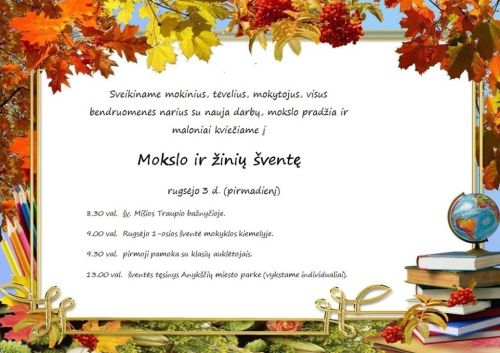 Sveikiname mokinius, tėvelius, mokytojus, visus
bendruomenės narius su nauja darbų, mokslo pradžia ir
maloniai kviečiame į
Mokslo ir žinių šventę
rugsėjo 3 d. (pirmadienį)
8.30 val. šv. Mišios Traupio bažnyčioje.
9.00 val. Rugsėjo 1-osios šventė mokyklos kiemelyje.
9.30 val. pirmoji pamoka su klasių auklėtojais.
13.00 val. šventės tęsinys Anykščių miesto parke (vykstame individualiai).